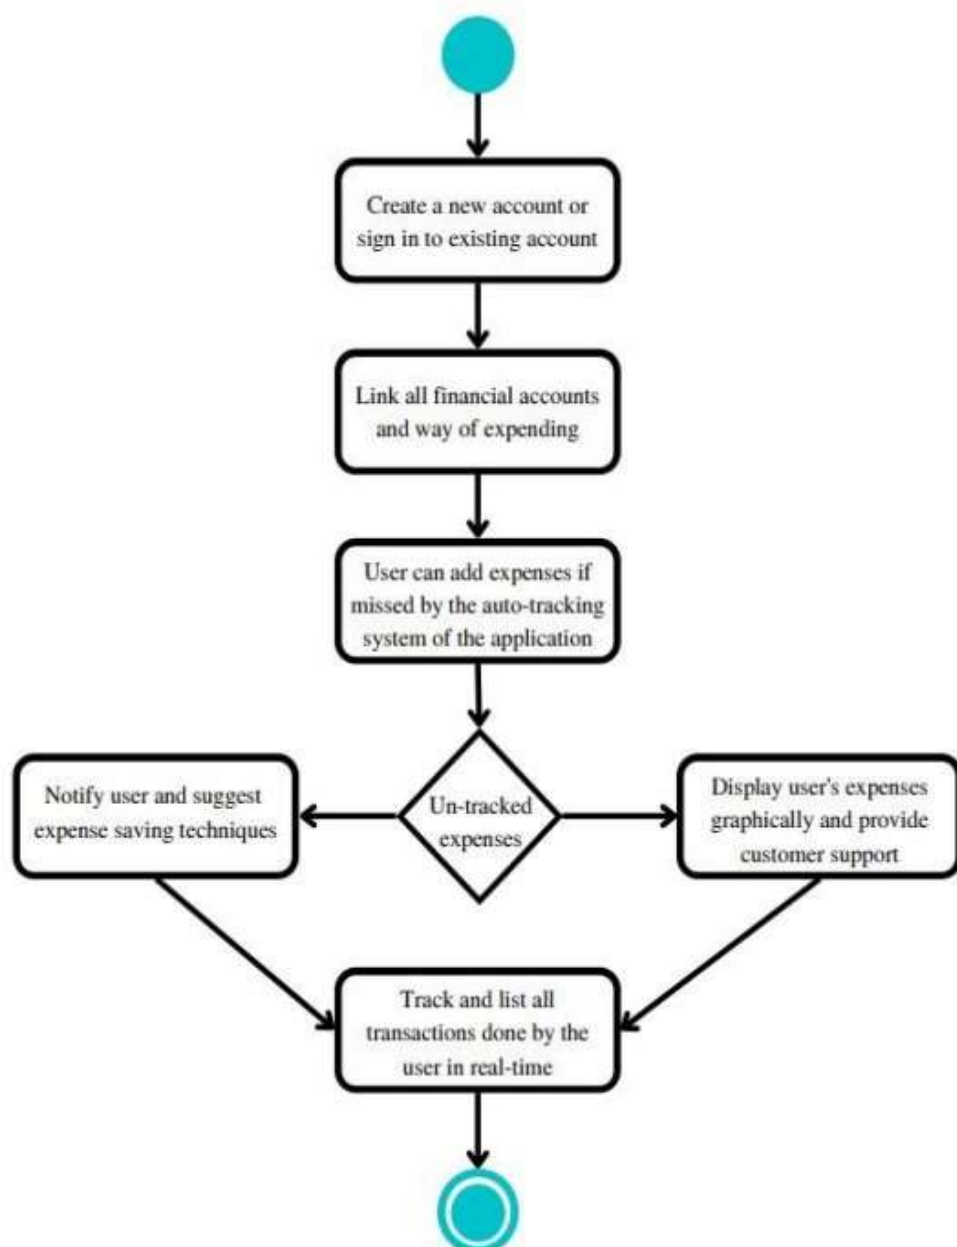 Create a new account or
sign in to existing account
Link all financial accounts
and way of expending
User can add expenses if
missed by the auto-tracking
system of the application
Un-tracked
expenses
Notify user and suggest
expense saving techniques
Display user's expenses
graphically and provide
customer support
Track and list all
transactions done by the
user in real-time